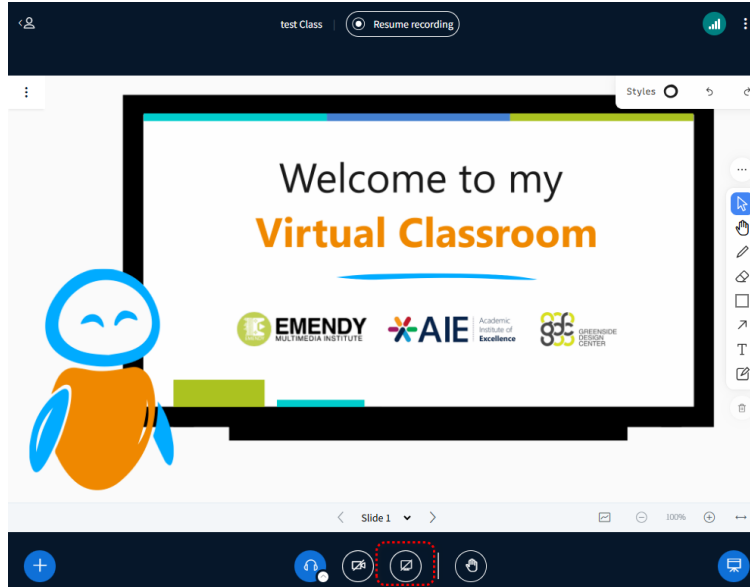 test Class
Resume recording
Styles
Welcome to my
Virtual Classroom
EMENDY
MULTIMEDIA INSTITUTE
AIE
Academic
Institute of
Excellence
gdc
GREENSIDE
DESIGN
CENTER
T
Slide 1
100%